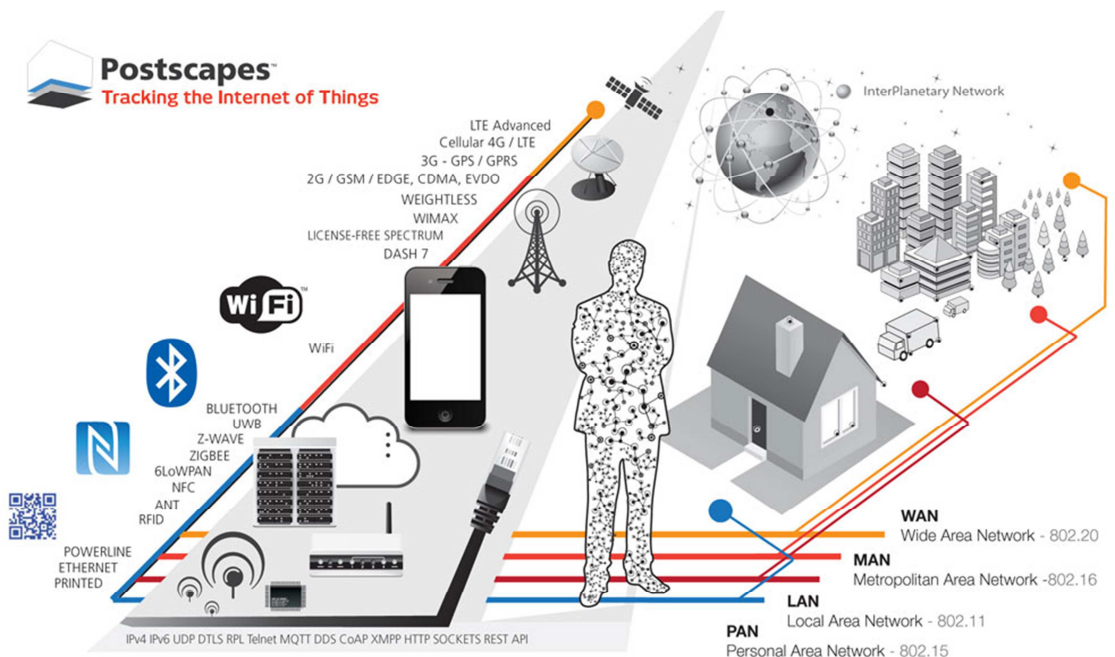 Postscapes™
Tracking the Internet of Things
InterPlanetary Network
LTE Advanced
Cellular 4G / LTE
3G - GPS / GPRS
2G / GSM / EDGE, CDMA, EVDO
WEIGHTLESS
WIMAX
LICENSE-FREE SPECTRUM
DASH 7
WiFi™
WiFi
BLUETOOTH
UWB
Z-WAVE
ZIGBEE
6LoWPAN
NFC
ANT
RFID
POWERLINE
ETHERNET
PRINTED
WAN
Wide Area Network - 802.20
MAN
Metropolitan Area Network -802.16
LAN
Local Area Network - 802.11
PAN
Personal Area Network - 802.15
IPv4 IPv6 UDP DTLS RPL Telnet MQTT DDS CoAP XMPP HTTP SOCKETS REST API